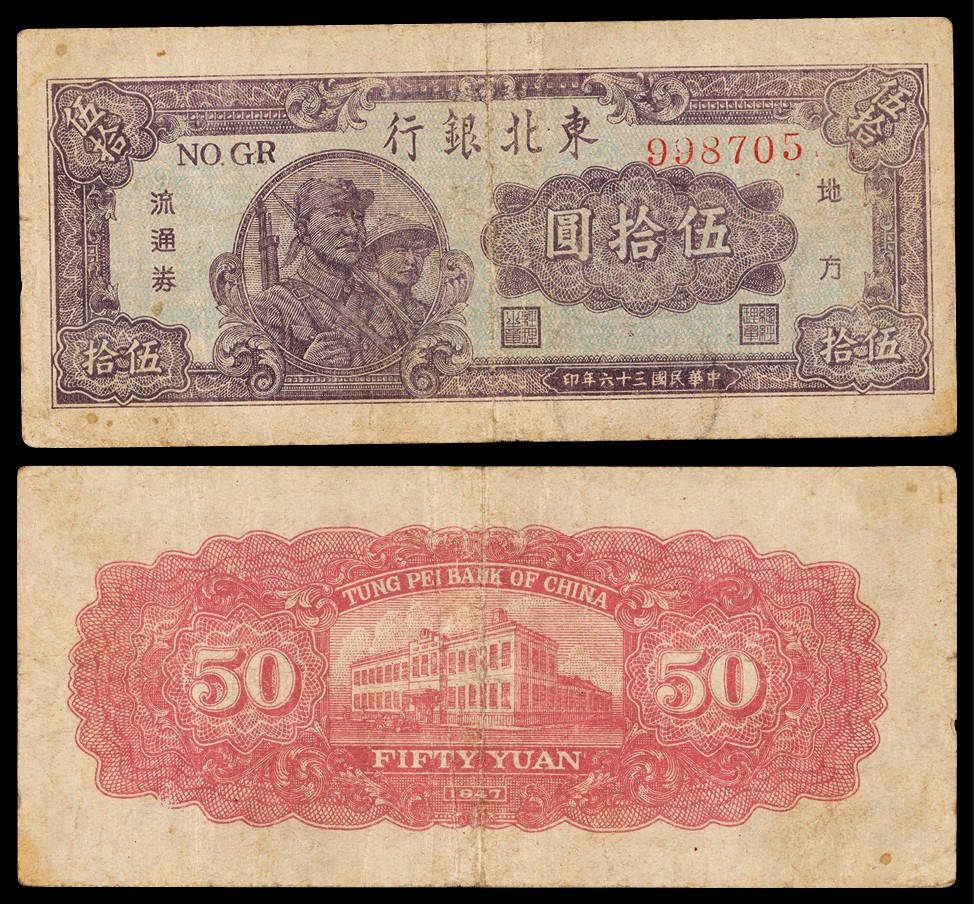 伍拾
伍拾
東北銀行
NO. GR
998705
地方
流通券
伍拾圓
伍拾
伍拾
中華民國三十六年印
TUNG PEI BANK OF CHINA
50
50
FIFTY YUAN
1947